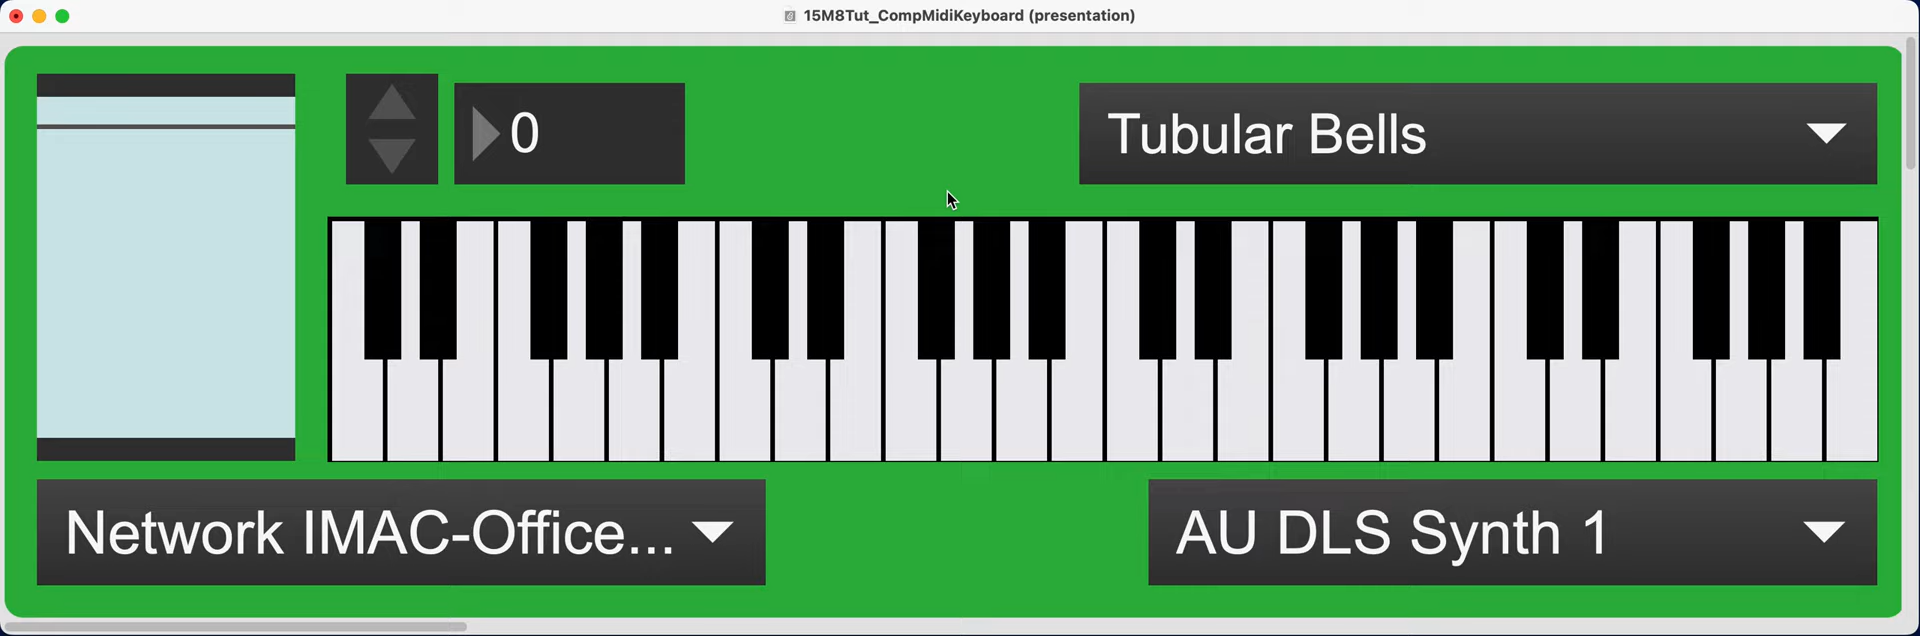 15M8Tut_CompMidiKeyboard (presentation)
0
Tubular Bells
Network IMAC-Office...
AU DLS Synth 1